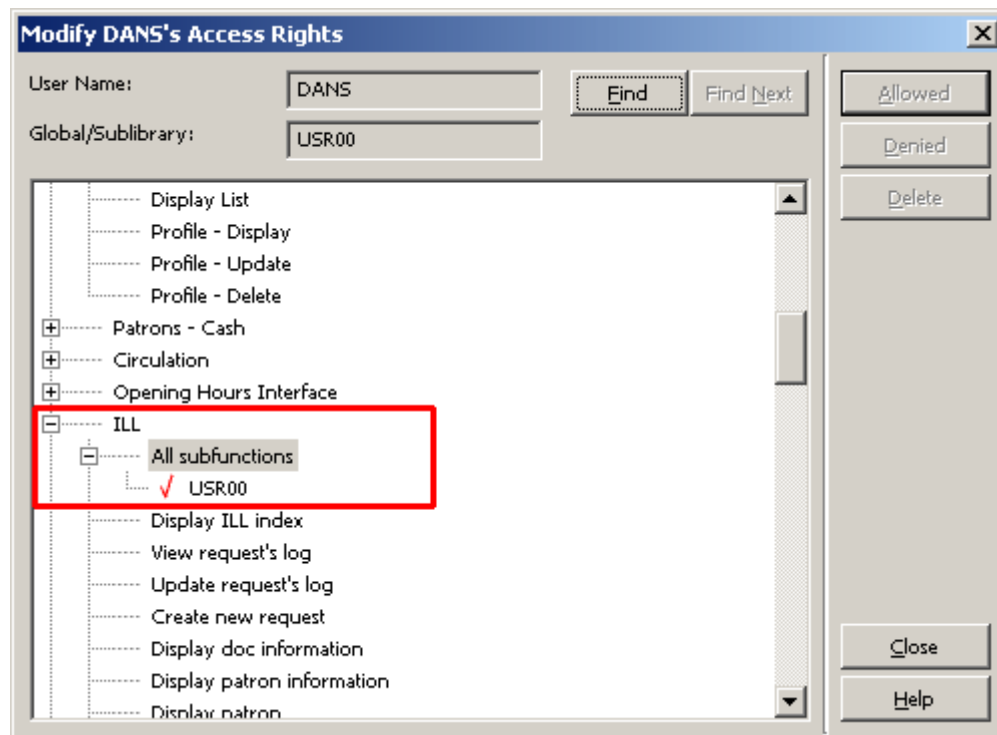 Modify DANS's Access Rights
User Name:
DANS
Find
Find Next
Allowed
Global/Sublibrary:
USR00
Denied
Delete
Display List
Profile - Display
Profile - Update
Profile - Delete
Patrons - Cash
Circulation
Opening Hours Interface
ILL
All subfunctions
USR00
Display ILL index
View request's log
Update request's log
Create new request
Display doc information
Display patron information
Display patron
Close
Help